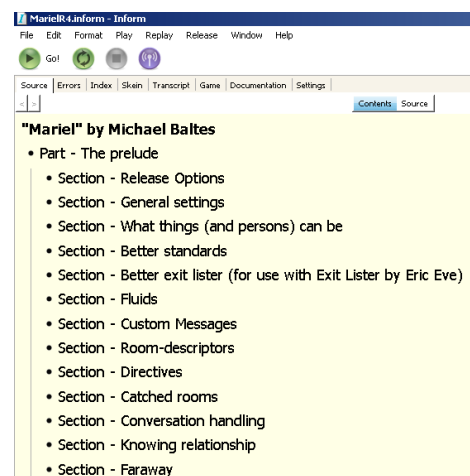 MarielR4.inform - Inform
File Edit Format Play Replay Release Window Help
Go!
Source Errors Index Skein Transcript Game Documentation Settings
< > Contents Source
"Mariel" by Michael Baltes
• Part - The prelude
• Section - Release Options
• Section - General settings
• Section - What things (and persons) can be
• Section - Better standards
• Section - Better exit lister (for use with Exit Lister by Eric Eve)
• Section - Fluids
• Section - Custom Messages
• Section - Room-descriptors
• Section - Directives
• Section - Catched rooms
• Section - Conversation handling
• Section - Knowing relationship
• Section - Faraway